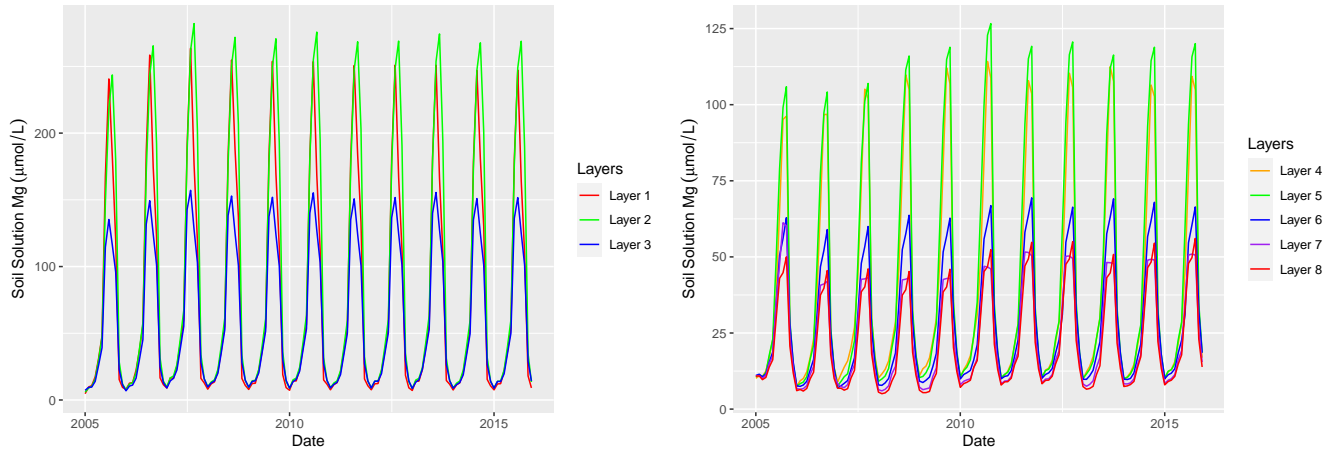 Soil Solution Mg (μmol/L)
200
100
0
2005
2010
2015
Date
Layers
Layer 1
Layer 2
Layer 3
Soil Solution Mg (μmol/L)
125
100
75
50
25
0
2005
2010
2015
Date
Layers
Layer 4
Layer 5
Layer 6
Layer 7
Layer 8